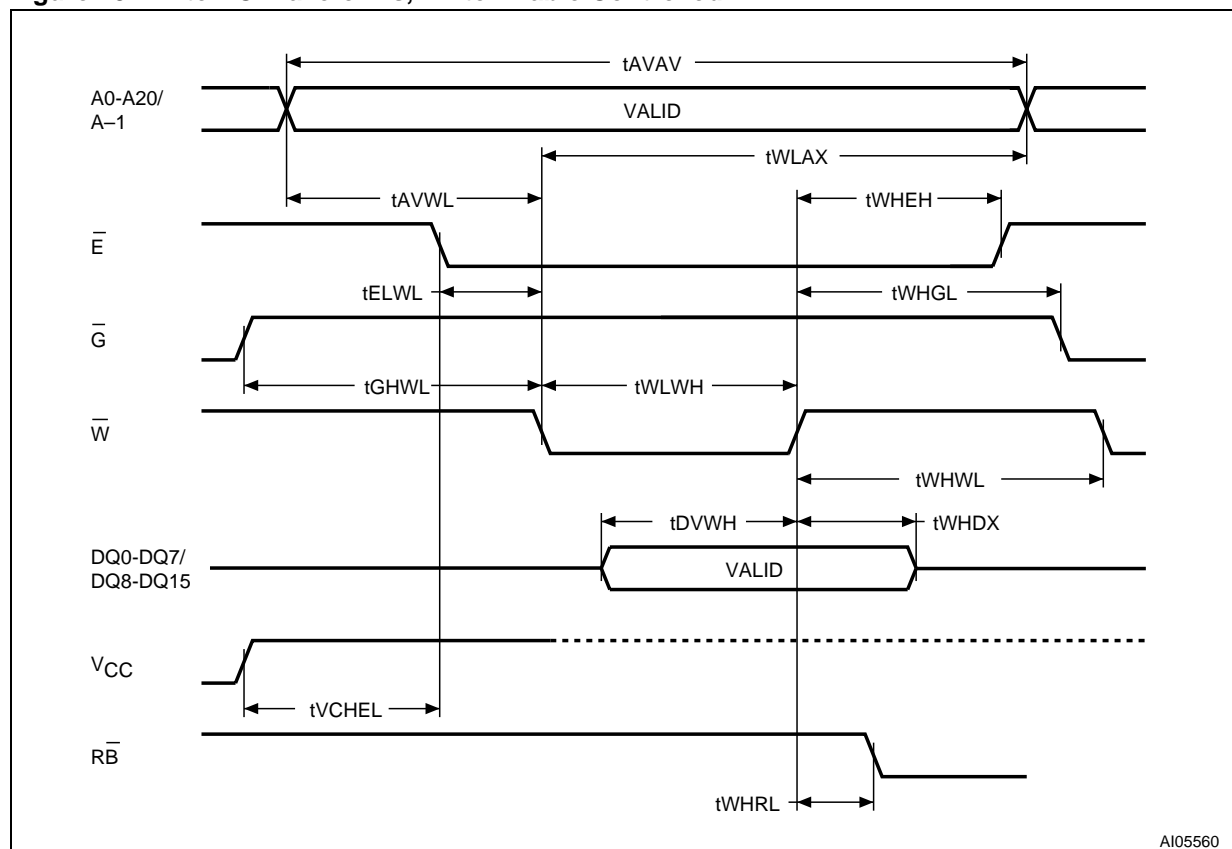 tAVAV
A0-A20/
A–1
VALID
tWLAX
tAVWL
tWHEH
E̅
tELWL
tWHGL
G̅
tGHWL
tWLWH
W̅
tWHWL
tDVWH
tWHDX
DQ0-DQ7/
DQ8-DQ15
VALID
VCC
tVCHEL
RB̅
tWHRL
AI05560